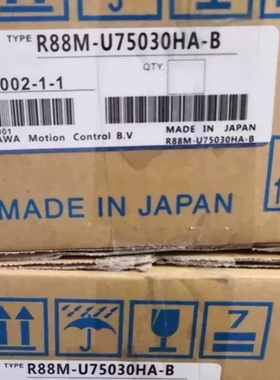 TYPE R88M-U75030HA-B
QTY.
002-1-1
001
AWA Motion Control B.V
MADE IN JAPAN
R88M-U75030HA-B
MADE IN JAPAN
7
TYPE R88M-U75030HA-B